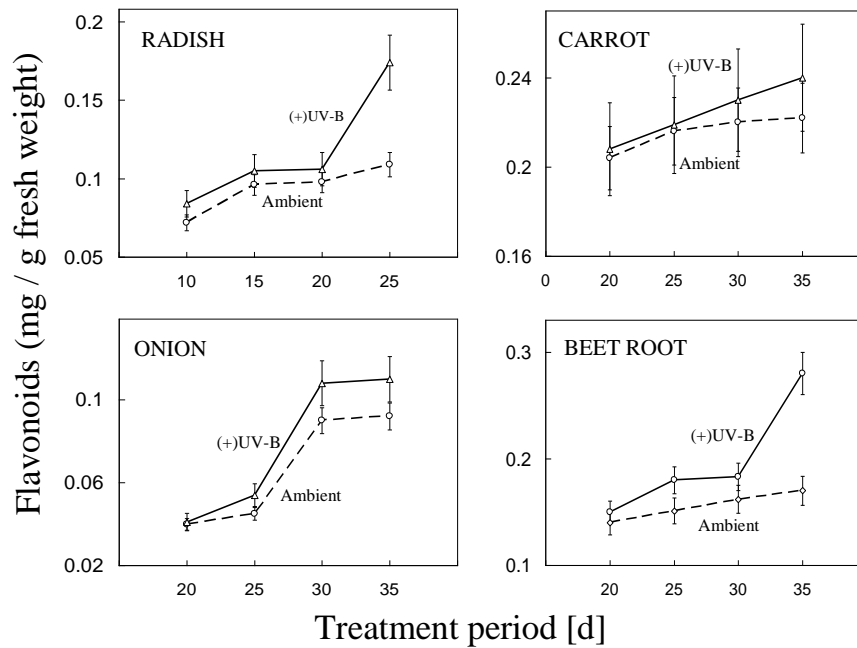 Flavonoids (mg / g fresh weight)
RADISH
0.2
0.15
0.1
0.05
(+)UV-B
Ambient
10 15 20 25
CARROT
0.24
0.2
0.16
(+)UV-B
Ambient
0 20 25 30 35
ONION
0.1
0.06
0.02
(+)UV-B
Ambient
20 25 30 35
BEET ROOT
0.3
0.2
0.1
(+)UV-B
Ambient
20 25 30 35
Treatment period [d]